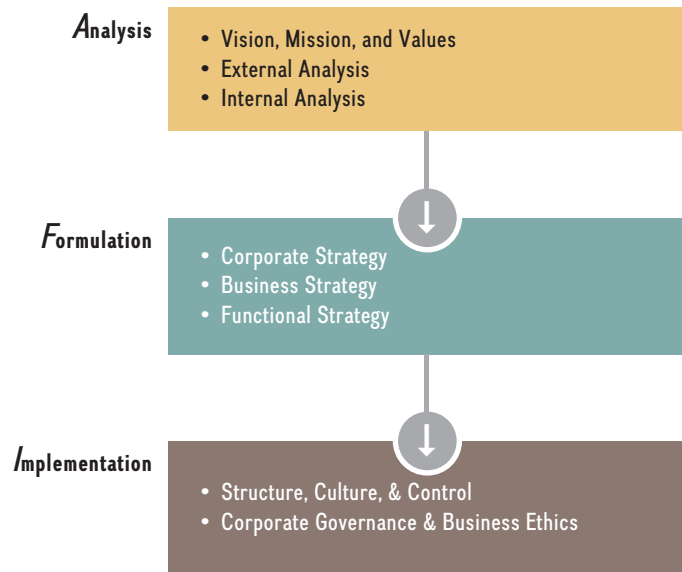 Analysis
• Vision, Mission, and Values
• External Analysis
• Internal Analysis
Formulation
• Corporate Strategy
• Business Strategy
• Functional Strategy
Implementation
• Structure, Culture, & Control
• Corporate Governance & Business Ethics